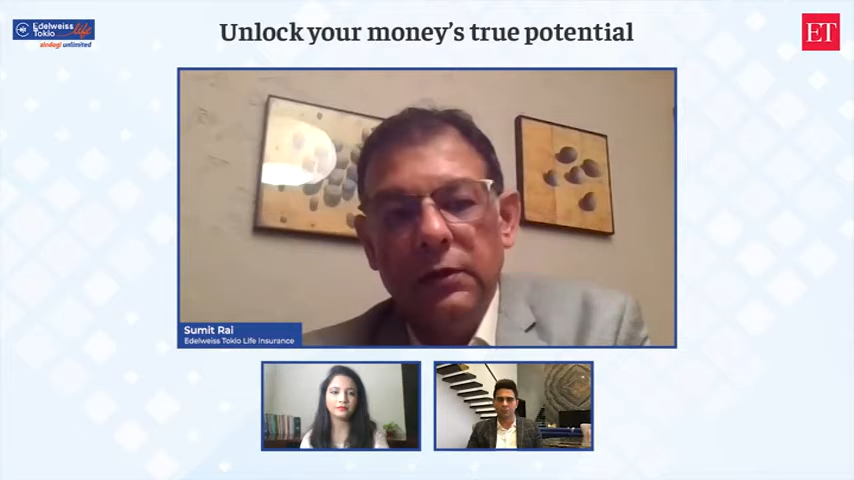 Edelweiss
Tokio life
zindagi unlimited
Unlock your money's true potential
ET
Sumit Rai
Edelweiss Tokio Life Insurance